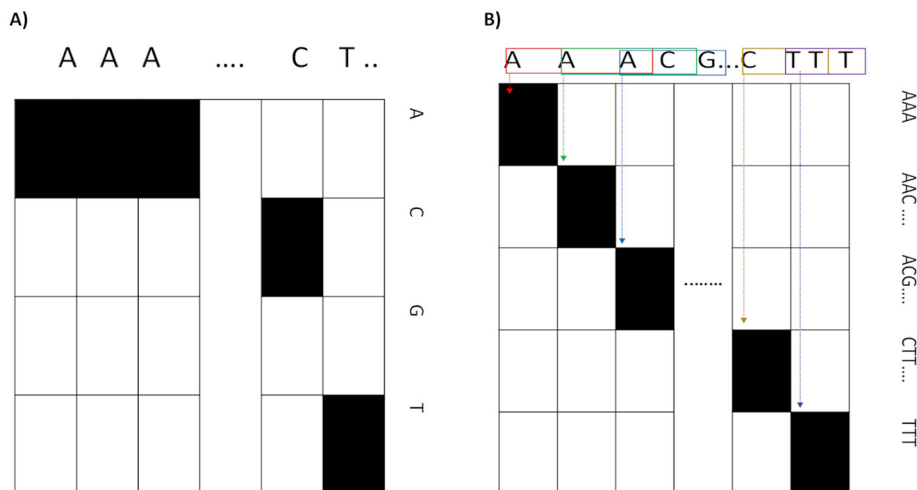 A)
A A A .... C T ..
A
C
G
T
B)
A A A C G...C T T T
AAA
AAC ....
ACG....
........
CTT....
TTT